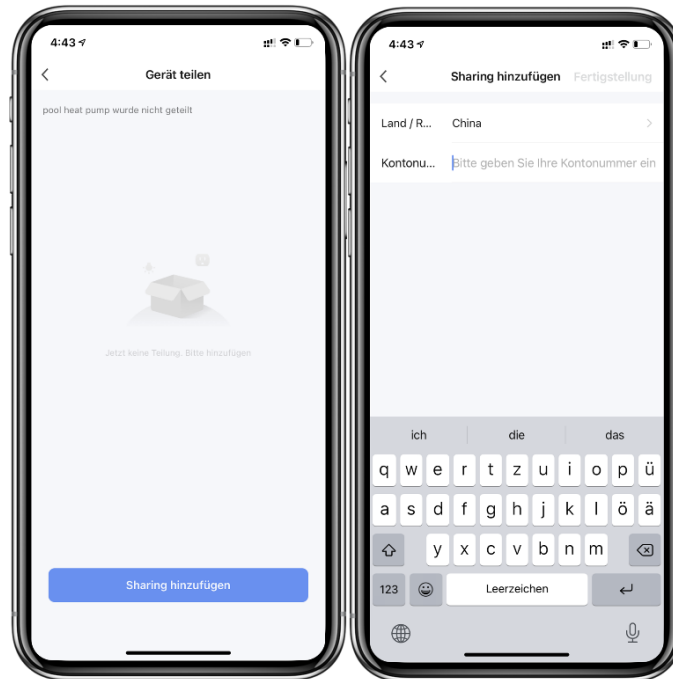 4:43
Gerät teilen
pool heat pump wurde nicht geteilt
Jetzt keine Teilung. Bitte hinzufügen
Sharing hinzufügen
4:43
Sharing hinzufügen Fertigstellung
Land / R... China
Kontonu... Bitte geben Sie Ihre Kontonummer ein
ich die das
q w e r t z u i o p ü
a s d f g h j k l ö ä
y x c v b n m
123 Leerzeichen